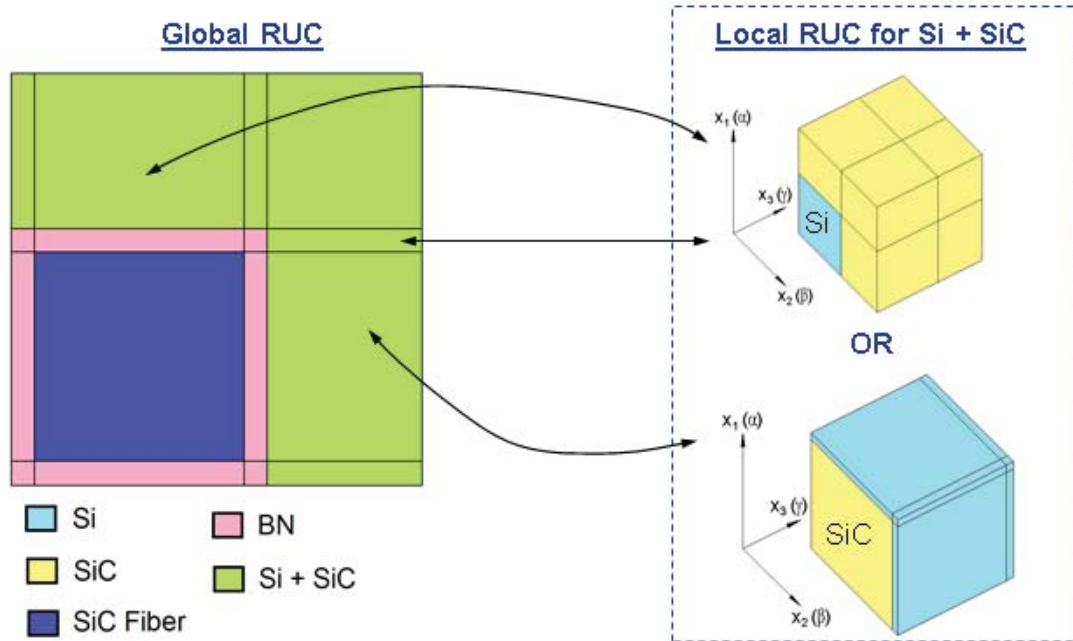 Global RUC
Local RUC for Si + SiC
x₁(α)
x₃(γ)
Si
x₂(β)
OR
x₁(α)
x₃(γ)
SiC
x₂(β)
Si
BN
SiC
Si + SiC
SiC Fiber